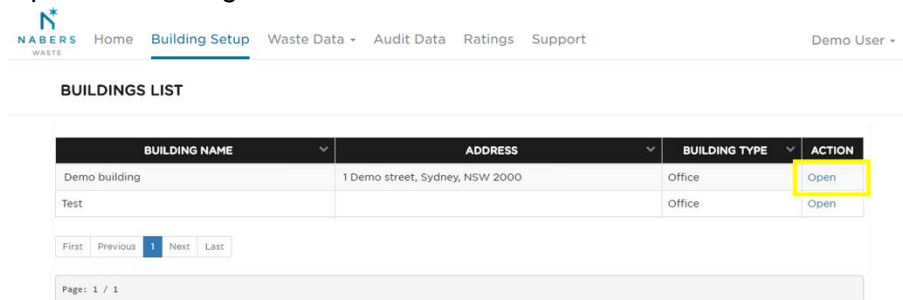 NABERS
WASTE
Home Building Setup Waste Data Audit Data Ratings Support Demo User
BUILDINGS LIST
BUILDING NAME ADDRESS BUILDING TYPE ACTION
Demo building 1 Demo street, Sydney, NSW 2000 Office Open
Test Office Open
First Previous 1 Next Last
Page: 1 / 1